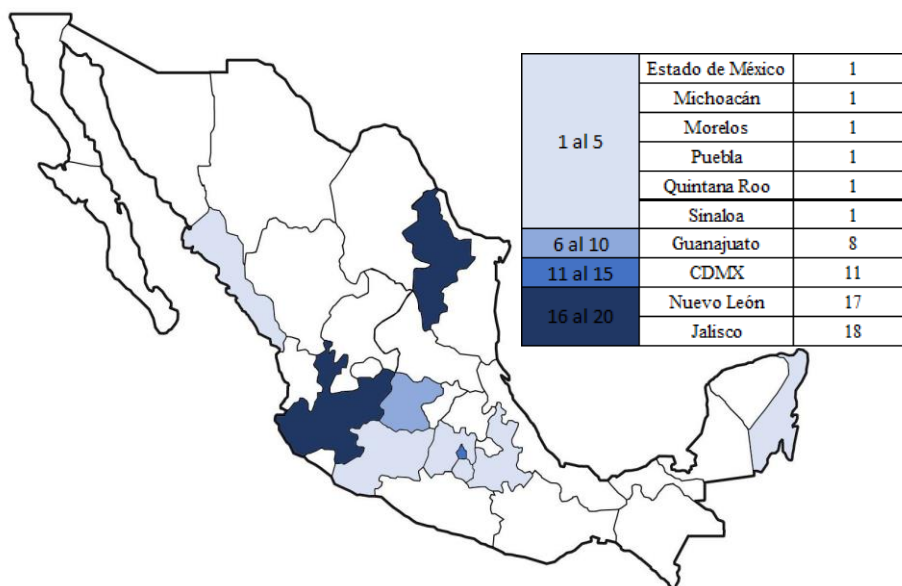 Estado de México 1
Michoacán 1
Morelos 1
1 al 5
Puebla 1
Quintana Roo 1
Sinaloa 1
6 al 10 Guanajuato 8
11 al 15 CDMX 11
16 al 20
Nuevo León 17
Jalisco 18